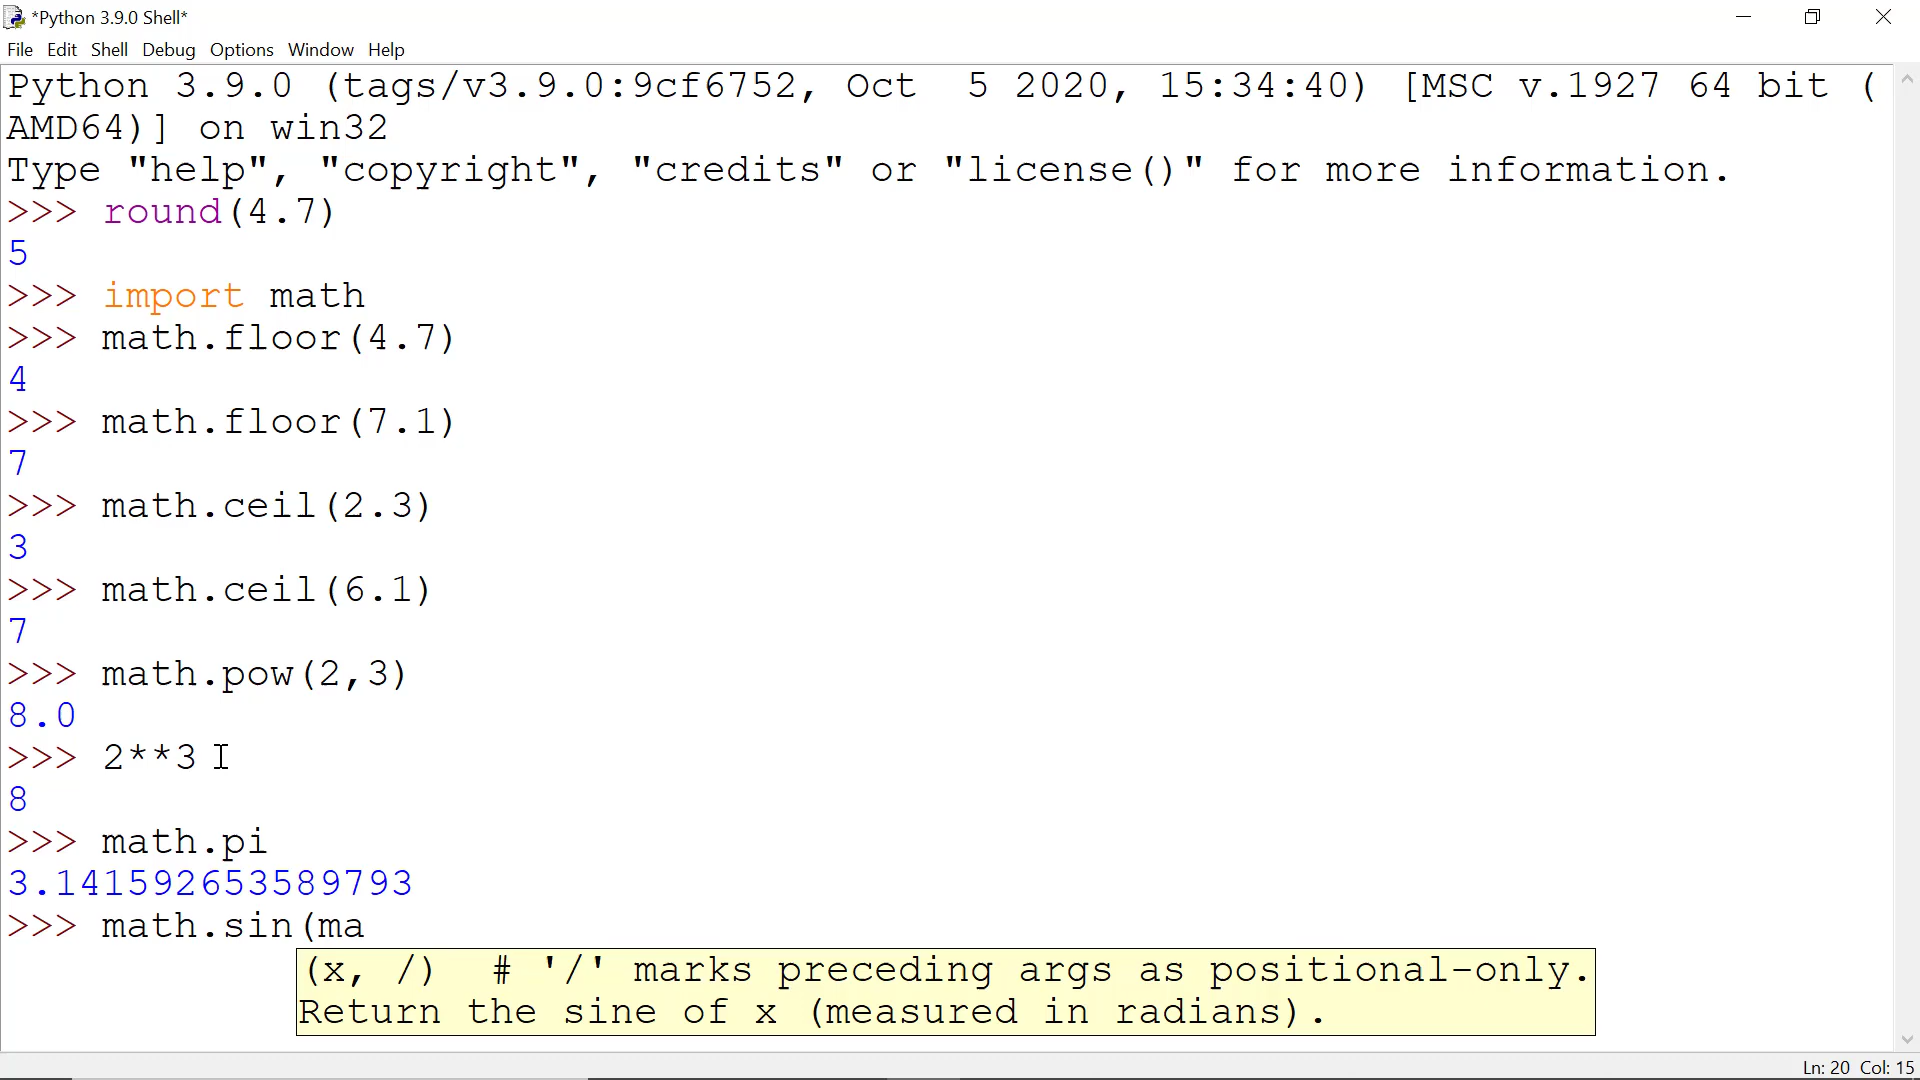 *Python 3.9.0 Shell*
File Edit Shell Debug Options Window Help
Python 3.9.0 (tags/v3.9.0:9cf6752, Oct  5 2020, 15:34:40) [MSC v.1927 64 bit (
AMD64)] on win32
Type "help", "copyright", "credits" or "license()" for more information.
>>> round(4.7)
5
>>> import math
>>> math.floor(4.7)
4
>>> math.floor(7.1)
7
>>> math.ceil(2.3)
3
>>> math.ceil(6.1)
7
>>> math.pow(2,3)
8.0
>>> 2**3
8
>>> math.pi
3.141592653589793
>>> math.sin(ma
(x, /)  # '/' marks preceding args as positional-only.
Return the sine of x (measured in radians).
Ln: 20 Col: 15